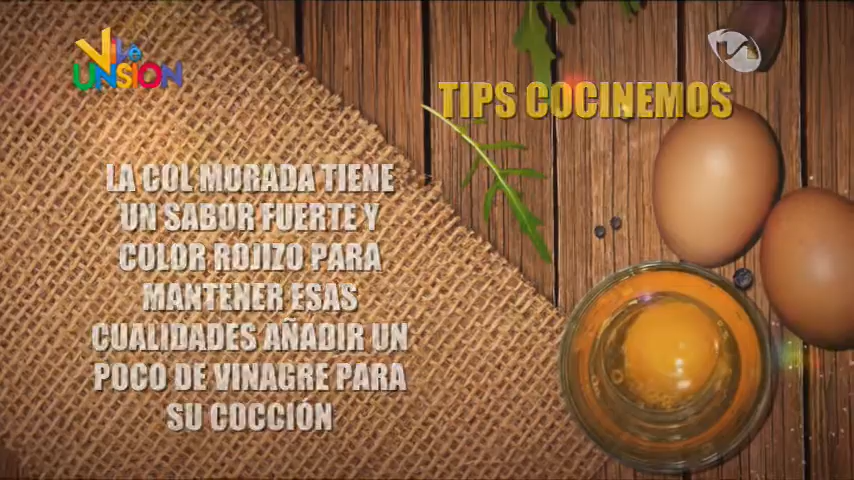 Vive
UNSION
TIPS COCINEMOS
LA COL MORADA TIENE
UN SABOR FUERTE Y
COLOR ROJIZO PARA
MANTENER ESAS
CUALIDADES AÑADIR UN
POCO DE VINAGRE PARA
SU COCCIÓN